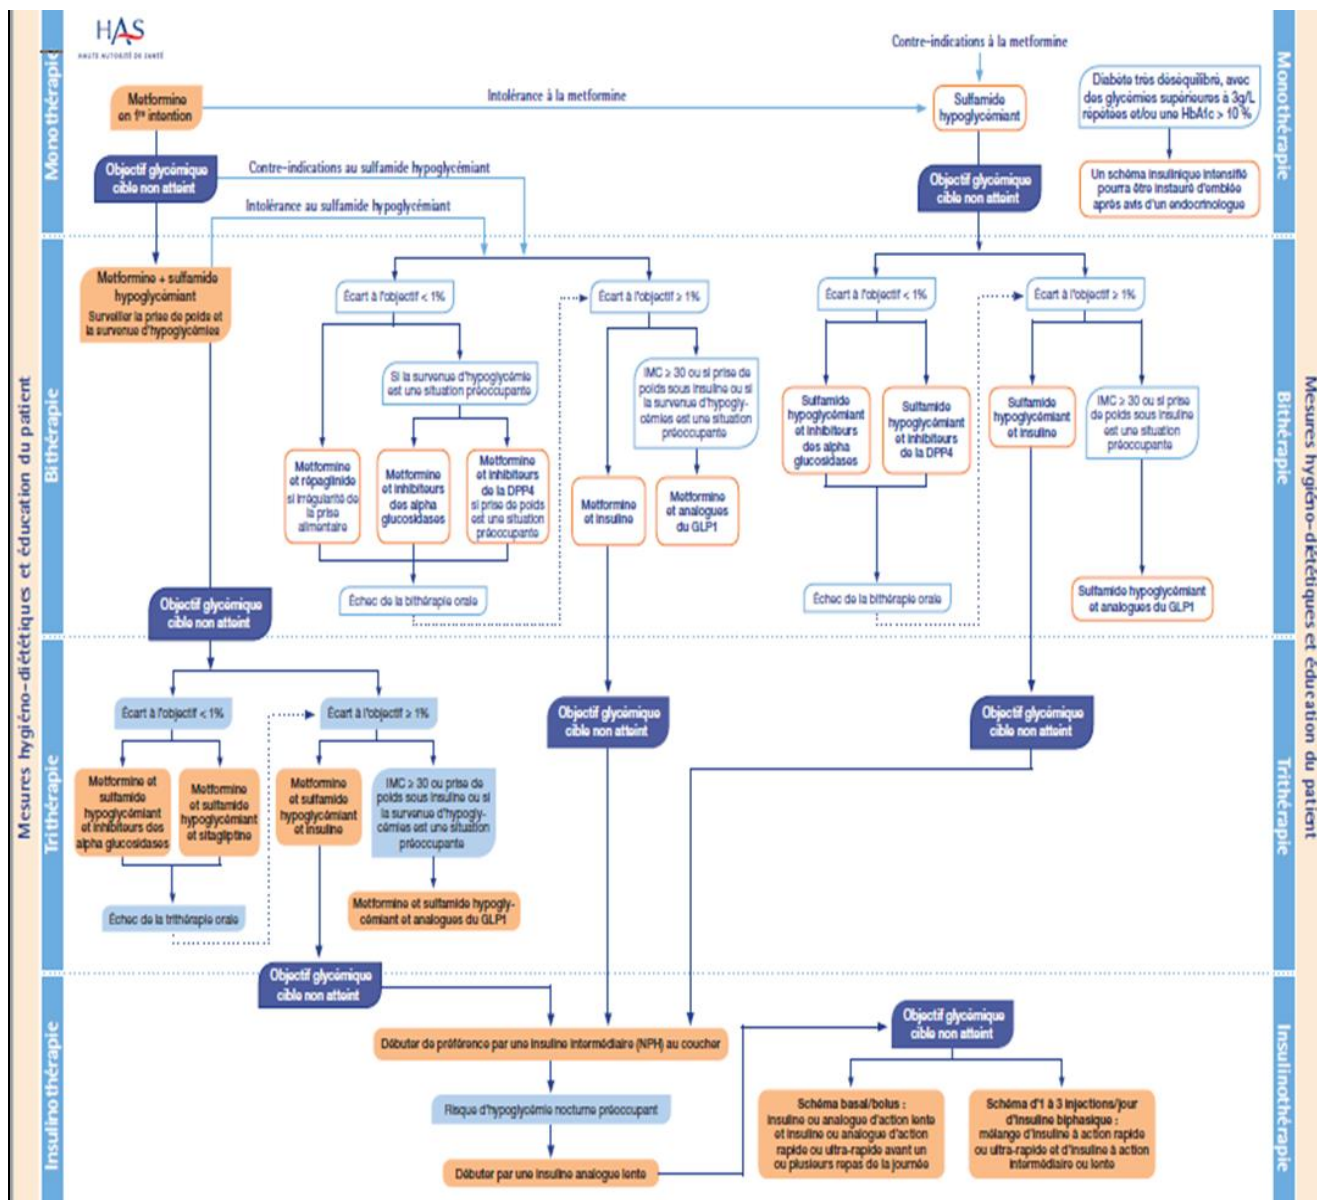 HAS
HAUTE AUTORITÉ DE SANTÉ
Mesures hygiéno-diététiques et éducation du patient
Monothérapie
Metformine
en 1re intention
Intolérance à la metformine
Contre-indications à la metformine
Sulfamide
hypoglycémiant
Diabète très déséquilibré, avec
des glycémies supérieures à 3g/L
répétées et/ou une HbA1c > 10 %
Objectif glycémique
cible non atteint
Contre-indications au sulfamide hypoglycémiant
Intolérance au sulfamide hypoglycémiant
Objectif glycémique
cible non atteint
Un schéma insulinique intensifié
pourra être instauré d'emblée
après avis d'un endocrinologue
Monothérapie
Bithérapie
Metformine + sulfamide
hypoglycémiant
Surveiller la prise de poids et
la survenue d'hypoglycémies
Écart à l'objectif < 1%
Écart à l'objectif ≥ 1%
Si la survenue d'hypoglycémie
est une situation préoccupante
IMC ≥ 30 ou si prise de
poids sous insuline ou si
la survenue d'hypogly-
cémies est une situation
préoccupante
Metformine
et répaglinide
si irrégularité de
la prise
alimentaire
Metformine
et inhibiteurs
des alpha
glucosidases
Metformine
et inhibiteurs
de la DPP4
si prise de poids
est une situation
préoccupante
Metformine
et insuline
Metformine
et analogues
du GLP1
Échec de la bithérapie orale
Écart à l'objectif < 1%
Écart à l'objectif ≥ 1%
Sulfamide
hypoglycémiant
et inhibiteurs
des alpha
glucosidases
Sulfamide
hypoglycémiant
et inhibiteurs
de la DPP4
Sulfamide
hypoglycémiant
et insuline
IMC ≥ 30 ou si prise
de poids sous insuline
est une situation
préoccupante
Échec de la bithérapie orale
Sulfamide hypoglycémiant
et analogues du GLP1
Bithérapie
Objectif glycémique
cible non atteint
Trithérapie
Écart à l'objectif < 1%
Écart à l'objectif ≥ 1%
Metformine et
sulfamide
hypoglycémiant
et inhibiteurs des
alpha glucosidases
Metformine
et sulfamide
hypoglycémiant
et sitagliptine
Metformine
et sulfamide
hypoglycémiant
et insuline
IMC ≥ 30 ou prise de
poids sous insuline ou si
la survenue d'hypogly-
cémies est une situation
préoccupante
Échec de la trithérapie orale
Metformine et sulfamide hypogly-
cémiant et analogues du GLP1
Objectif glycémique
cible non atteint
Objectif glycémique
cible non atteint
Trithérapie
Objectif glycémique
cible non atteint
Insulinothérapie
Débuter de préférence par une insuline intermédiaire (NPH) au coucher
Risque d'hypoglycémie nocturne préoccupant
Débuter par une insuline analogue lente
Objectif glycémique
cible non atteint
Schéma basal/bolus :
insuline ou analogue d'action lente
et insuline ou analogue d'action
rapide ou ultra-rapide avant un
ou plusieurs repas de la journée
Schéma d'1 à 3 injections/jour
d'insuline biphasique :
mélange d'insuline à action rapide
ou ultra-rapide et d'insuline à action
intermédiaire ou lente
Insulinothérapie
Mesures hygiéno-diététiques et éducation du patient